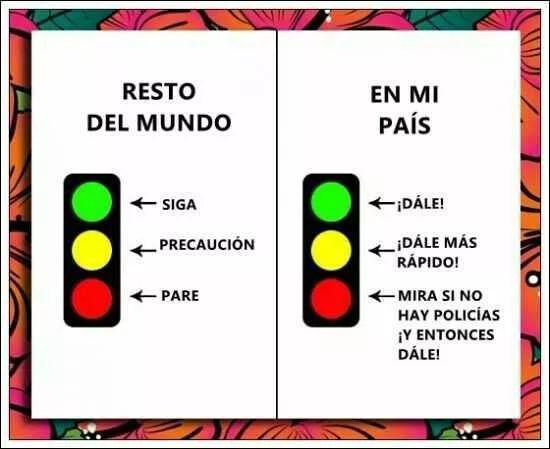 RESTO
DEL MUNDO
SIGA
PRECAUCIÓN
PARE
EN MI
PAÍS
¡DÁLE!
¡DÁLE MÁS
RÁPIDO!
MIRA SI NO
HAY POLICÍAS
¡Y ENTONCES
DÁLE!